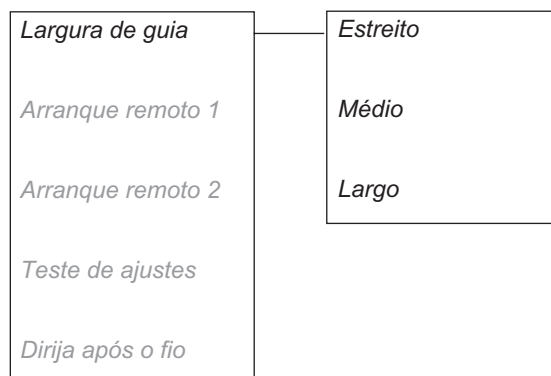 Largura de guia
Arranque remoto 1
Arranque remoto 2
Teste de ajustes
Dirija após o fio
Estreito
Médio
Largo